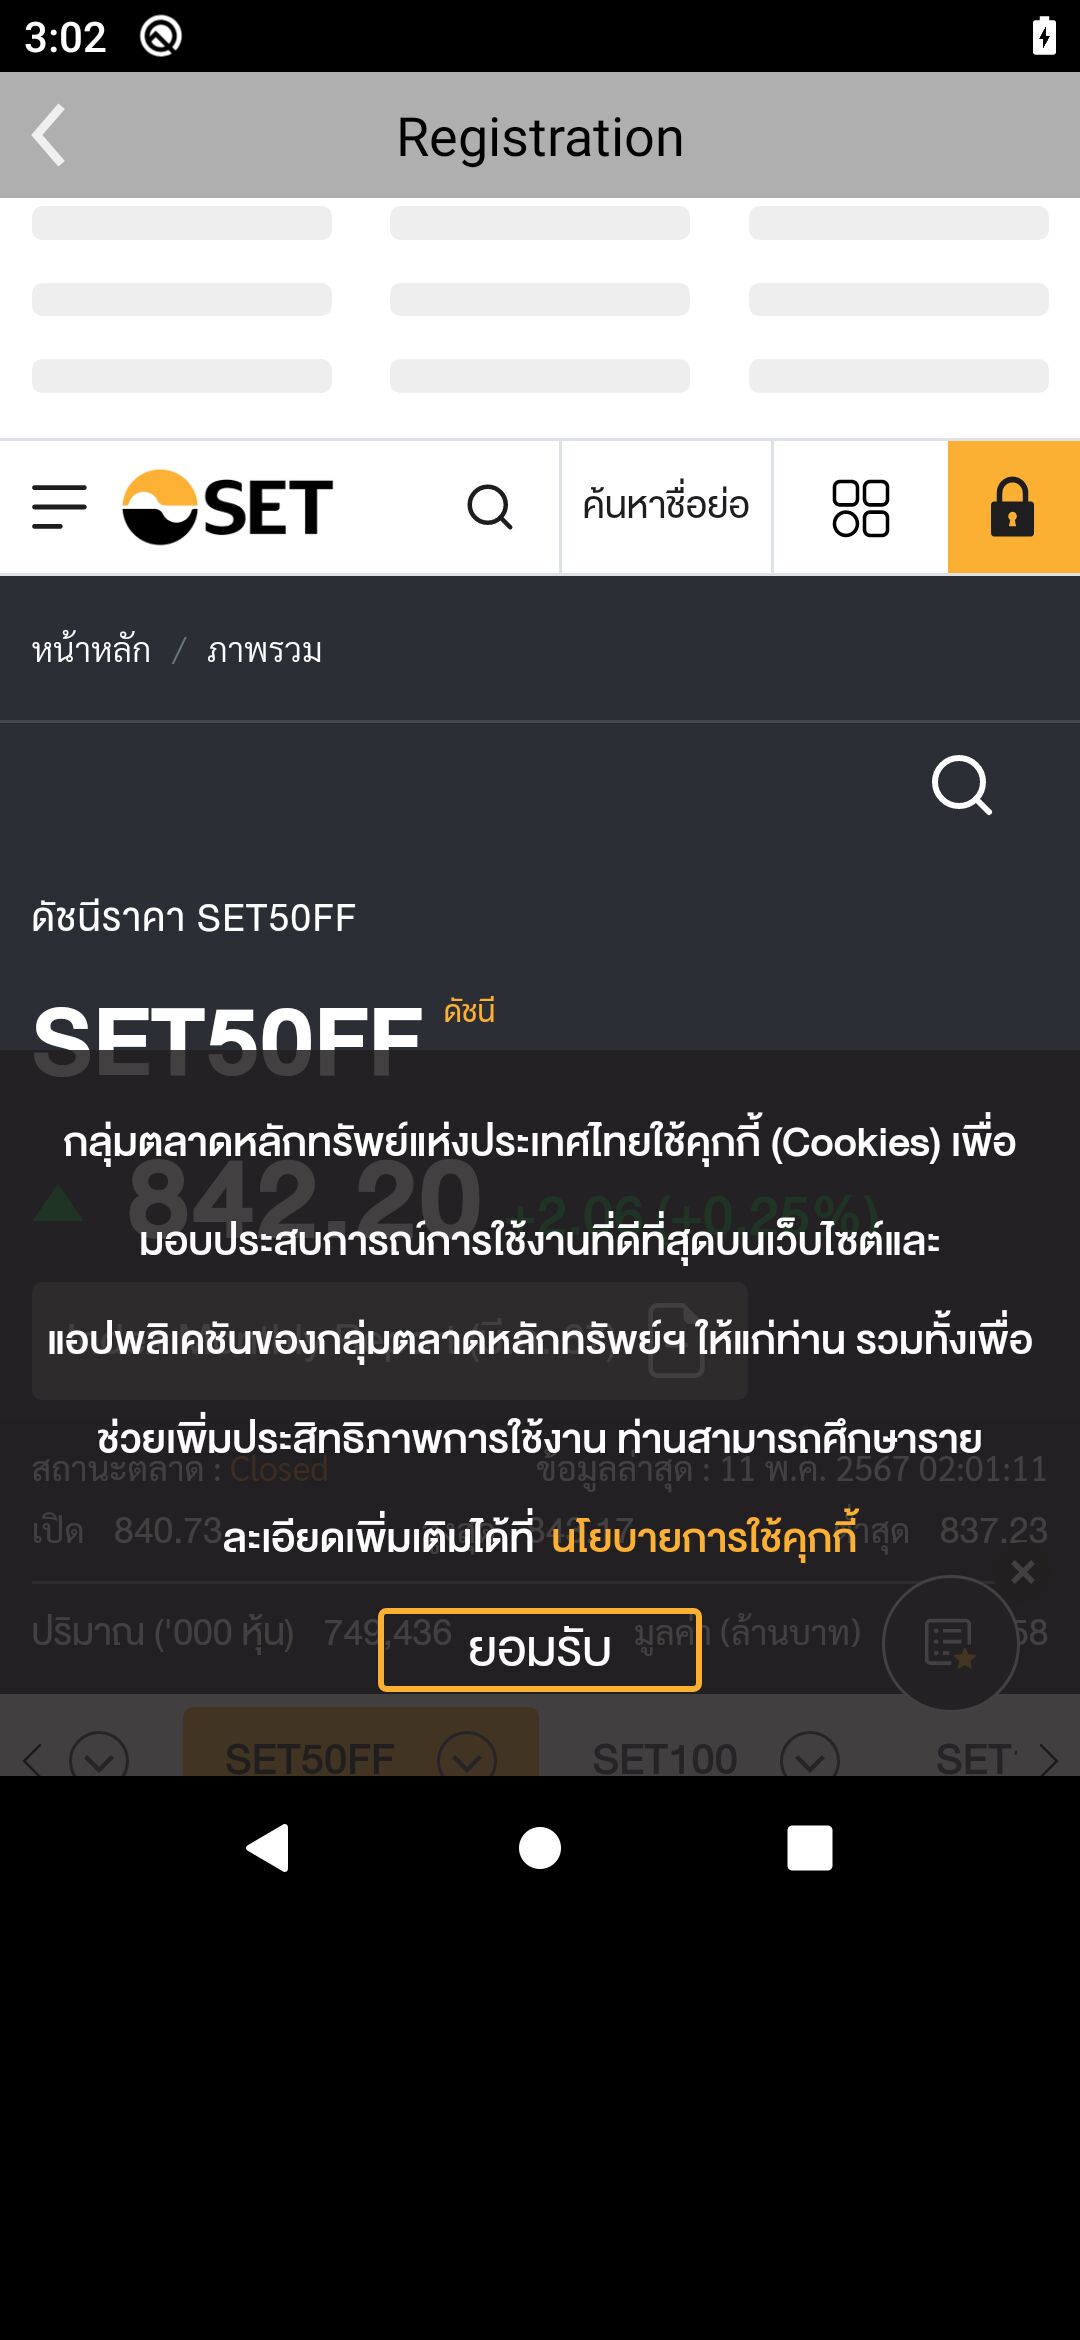 3:02
Registration
SET
ค้นหาชื่อย่อ
หน้าหลัก / ภาพรวม
ดัชนีราคา SET50FF
SET50FF ดัชนี
กลุ่มตลาดหลักทรัพย์แห่งประเทศไทยใช้คุกกี้ (Cookies) เพื่อ
842.20 +2.06 (+0.25%)
มอบประสบการณ์การใช้งานที่ดีที่สุดบนเว็บไซต์และ
แอปพลิเคชันของกลุ่มตลาดหลักทรัพย์ฯ ให้แก่ท่าน รวมทั้งเพื่อ
ช่วยเพิ่มประสิทธิภาพการใช้งาน ท่านสามารถศึกษาราย
สถานะตลาด : Closed ข้อมูลล่าสุด : 11 พ.ค. 2567 02:01:11
ละเอียดเพิ่มเติมได้ที่ นโยบายการใช้คุกกี้
เปิด 840.73 843.17 837.23
ปริมาณ ('000 หุ้น) 749,436 มูลค่า (ล้านบาท)
ยอมรับ
SET50FF SET100 SET